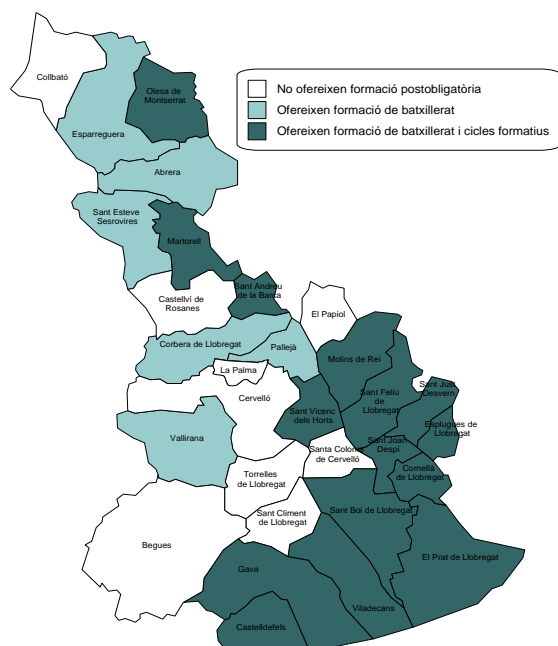 Collbató
Olesa de
Montserrat
No ofereixen formació postobligatòria
Ofereixen formació de batxillerat
Ofereixen formació de batxillerat i cicles formatius
Esparreguera
Abrera
Sant Esteve
Sesrovires
Martorell
Castellví de
Rosanes
Sant Andreu
de la Barca
El Papiol
Corbera de Llobregat
Pallejà
Molins de Rei
La Palma
Cervelló
Sant Feliu
de
Llobregat
Sant Just
Desvern
Sant Vicenç
dels Horts
Esplugues de
Llobregat
Vallirana
Santa Coloma
de Cervelló
Sant Joan
Despí
Cornellà
de Llobregat
Torrelles
de Llobregat
Sant Climent
de Llobregat
Sant Boi de Llobregat
Begues
El Prat de Llobregat
Gava
Viladecans
Castelldefels